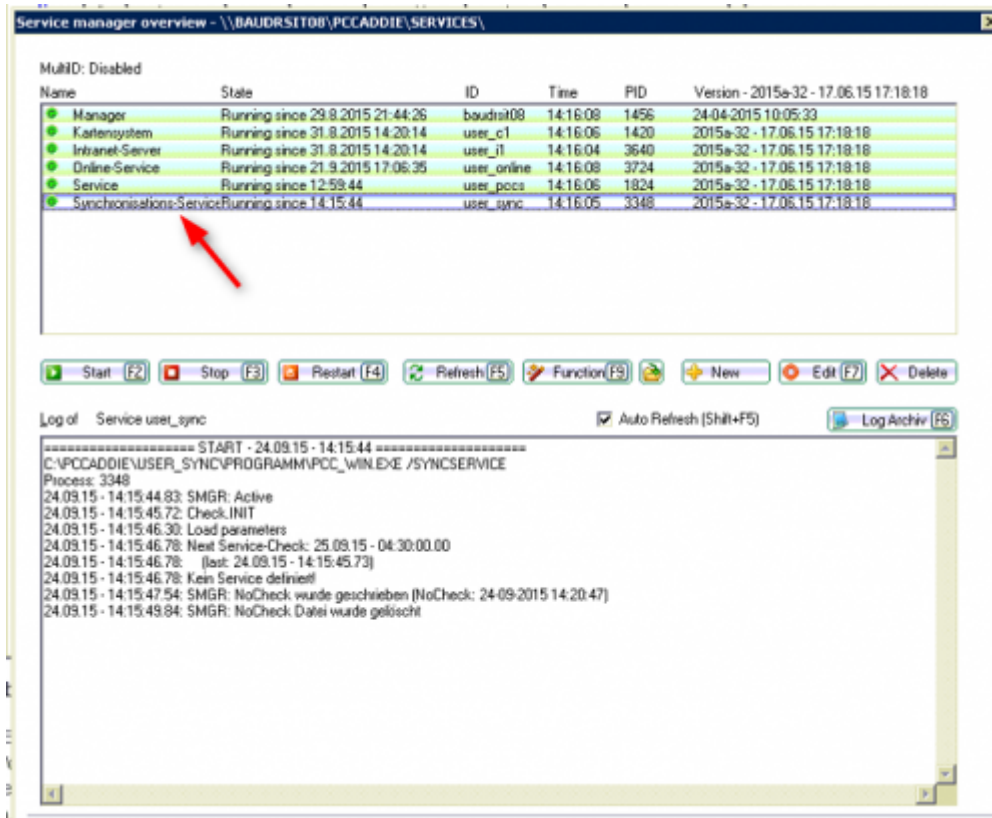 Service manager overview - \\BAUDRSIT08\PCCADDIE\SERVICES\
MultiID: Disabled
Name State ID Time PID Version - 2015a-32 - 17.06.15 17:18:18
Manager Running since 29.8.2015 21:44:26 baudrsit08 14:16:08 1456 24-04-2015 10:05:33
Kartensystem Running since 31.8.2015 14:20:14 user_c1 14:16:06 1420 2015a-32 - 17.06.15 17:18:18
Intranet-Server Running since 31.8.2015 14:20:14 user_i1 14:16:04 3640 2015a-32 - 17.06.15 17:18:18
Online-Service Running since 21.9.2015 17:06:35 user_online 14:16:08 3724 2015a-32 - 17.06.15 17:18:18
Service Running since 12:59:44 user_pccs 14:16:06 1824 2015a-32 - 17.06.15 17:18:18
Synchronisations-Service Running since 14:15:44 user_sync 14:16:05 3348 2015a-32 - 17.06.15 17:18:18
Start F2 Stop F3 Restart F4 Refresh F5 Function F9 New Edit F7 Delete
Log of Service user_sync Auto Refresh (Shift+F5) Log Archiv F6
==================== START - 24.09.15 - 14:15:44 ====================
C:\PCCADDIE\USER_SYNC\PROGRAMM\PCC_WIN.EXE /SYNCSERVICE
Process: 3348
24.09.15 - 14:15:44.83: SMGR: Active
24.09.15 - 14:15:45.72: Check.INIT
24.09.15 - 14:15:46.30: Load parameters
24.09.15 - 14:15:46.78: Next Service-Check: 25.09.15 - 04:30:00.00
24.09.15 - 14:15:46.78: (last: 24.09.15 - 14:15:45.73)
24.09.15 - 14:15:46.78: Kein Service definiert!
24.09.15 - 14:15:47.54: SMGR: NoCheck wurde geschrieben (NoCheck: 24-09-2015 14:20:47)
24.09.15 - 14:15:49.84: SMGR: NoCheck Datei wurde gelöscht